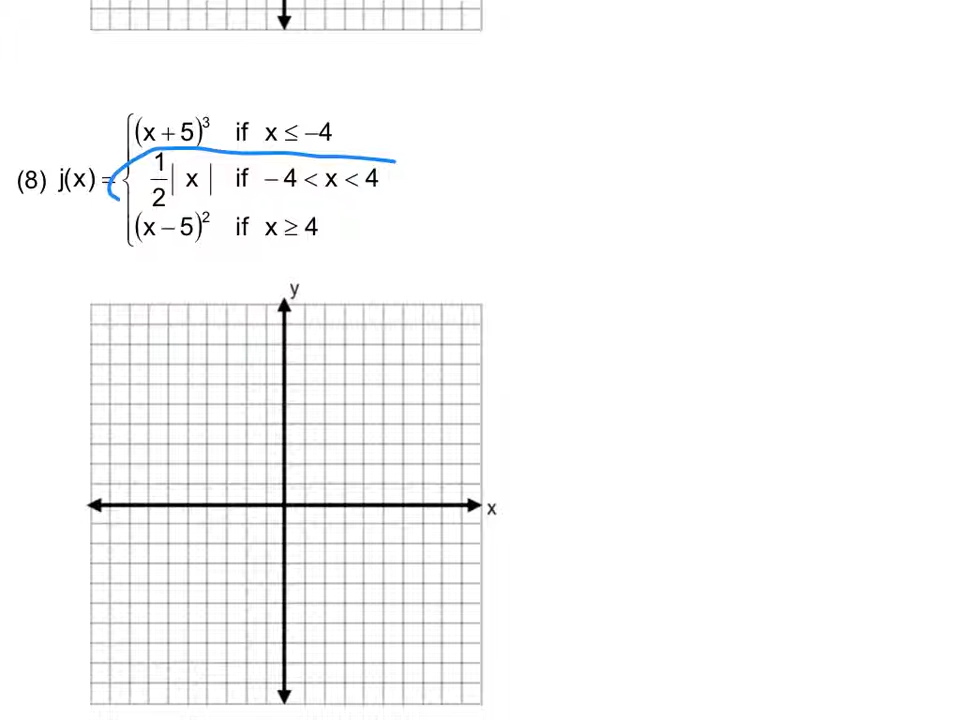 (x + 5)³ if x ≤ −4
(8) j(x) = 1/2 | x | if − 4 < x < 4
(x − 5)² if x ≥ 4
y
x